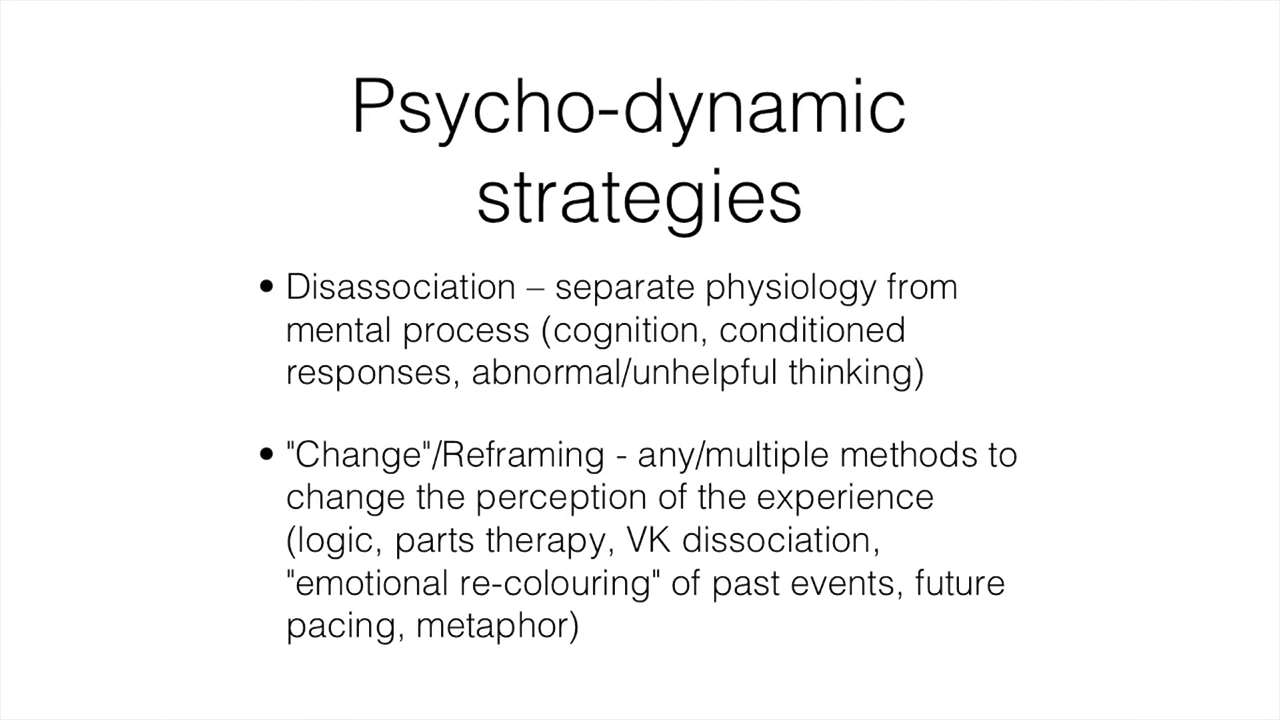 Psycho-dynamic
strategies
• Disassociation – separate physiology from
mental process (cognition, conditioned
responses, abnormal/unhelpful thinking)
• "Change"/Reframing - any/multiple methods to
change the perception of the experience
(logic, parts therapy, VK dissociation,
"emotional re-colouring" of past events, future
pacing, metaphor)